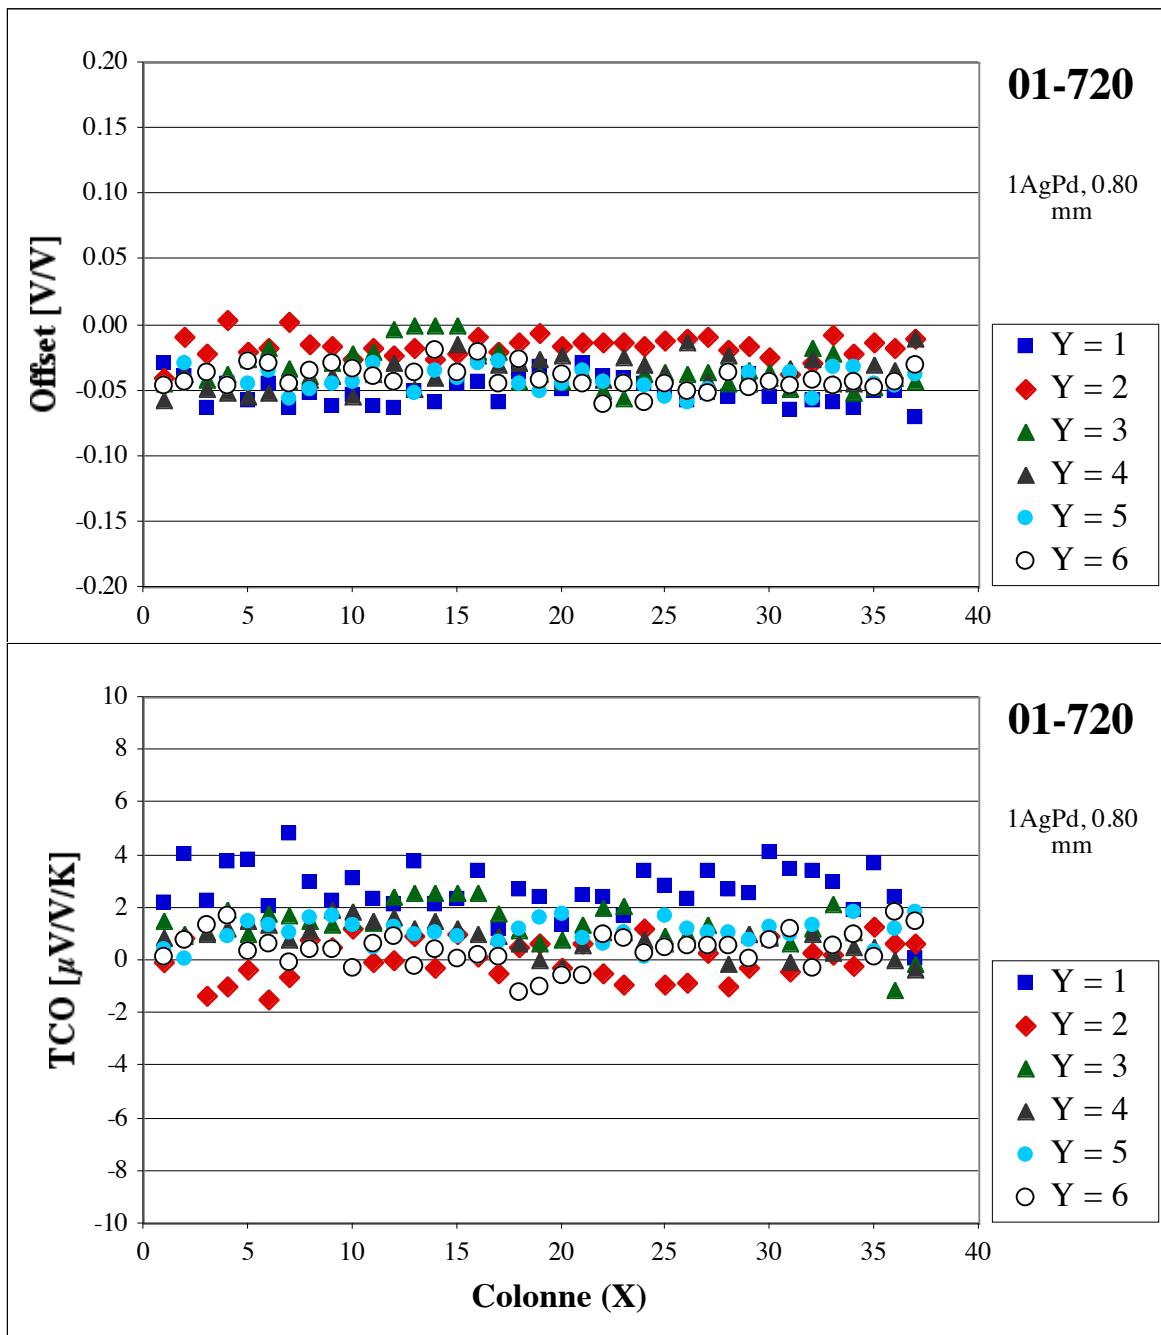 0.20
0.15
0.10
0.05
0.00
-0.05
-0.10
-0.15
-0.20
Offset [V/V]
0 5 10 15 20 25 30 35 40
01-720
1AgPd, 0.80
mm
Y = 1
Y = 2
Y = 3
Y = 4
Y = 5
Y = 6
10
8
6
4
2
0
-2
-4
-6
-8
-10
TCO [µV/V/K]
0 5 10 15 20 25 30 35 40
Colonne (X)
01-720
1AgPd, 0.80
mm
Y = 1
Y = 2
Y = 3
Y = 4
Y = 5
Y = 6